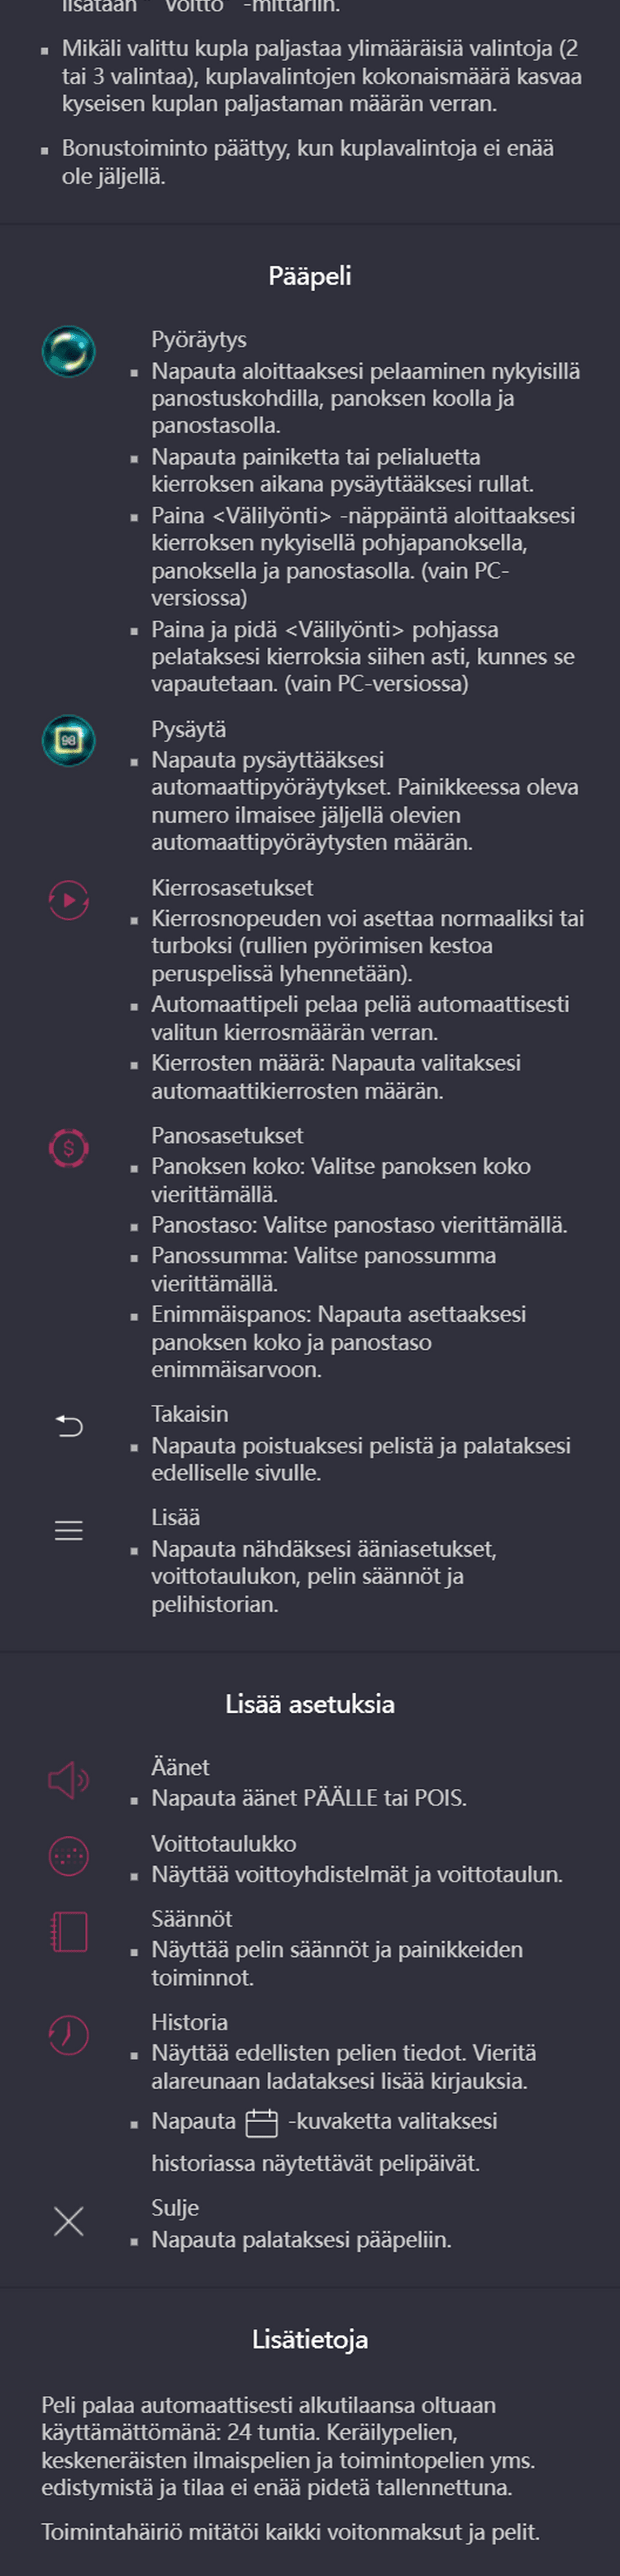 lisätään "Voitto" -mittariin.
Mikäli valittu kupla paljastaa ylimääräisiä valintoja (2
tai 3 valintaa), kuplavalintojen kokonaismäärä kasvaa
kyseisen kuplan paljastaman määrän verran.
Bonustoiminto päättyy, kun kuplavalintoja ei enää
ole jäljellä.
Pääpeli
Pyöräytys
Napauta aloittaaksesi pelaaminen nykyisillä
panostuskohdilla, panoksen koolla ja
panostasolla.
Napauta painiketta tai pelialuetta
kierroksen aikana pysäyttääksesi rullat.
Paina <Välilyönti> -näppäintä aloittaaksesi
kierroksen nykyisellä pohjapanoksella,
panoksella ja panostasolla. (vain PC-
versiossa)
Paina ja pidä <Välilyönti> pohjassa
pelataksesi kierroksia siihen asti, kunnes se
vapautetaan. (vain PC-versiossa)
98
Pysäytä
Napauta pysäyttääksesi
automaattipyöräytykset. Painikkeessa oleva
numero ilmaisee jäljellä olevien
automaattipyöräytysten määrän.
Kierrosasetukset
Kierrosnopeuden voi asettaa normaaliksi tai
turboksi (rullien pyörimisen kestoa
peruspelissä lyhennetään).
Automaattipeli pelaa peliä automaattisesti
valitun kierrosmäärän verran.
Kierrosten määrä: Napauta valitaksesi
automaattikierrosten määrän.
$
Panosasetukset
Panoksen koko: Valitse panoksen koko
vierittämällä.
Panostaso: Valitse panostaso vierittämällä.
Panossumma: Valitse panossumma
vierittämällä.
Enimmäispanos: Napauta asettaaksesi
panoksen koko ja panostaso
enimmäisarvoon.
Takaisin
Napauta poistuaksesi pelistä ja palataksesi
edelliselle sivulle.
Lisää
Napauta nähdäksesi ääniasetukset,
voittotaulukon, pelin säännöt ja
pelihistorian.
Lisää asetuksia
Äänet
Napauta äänet PÄÄLLE tai POIS.
Voittotaulukko
Näyttää voittoyhdistelmät ja voittotaulun.
Säännöt
Näyttää pelin säännöt ja painikkeiden
toiminnot.
Historia
Näyttää edellisten pelien tiedot. Vieritä
alareunaan ladataksesi lisää kirjauksia.
Napauta -kuvaketta valitaksesi
historiassa näytettävät pelipäivät.
Sulje
Napauta palataksesi pääpeliin.
Lisätietoja
Peli palaa automaattisesti alkutilaansa oltuaan
käyttämättömänä: 24 tuntia. Keräilypelien,
keskeneräisten ilmaispelien ja toimintopelien yms.
edistymistä ja tilaa ei enää pidetä tallennettuna.
Toimintahäiriö mitätöi kaikki voitonmaksut ja pelit.